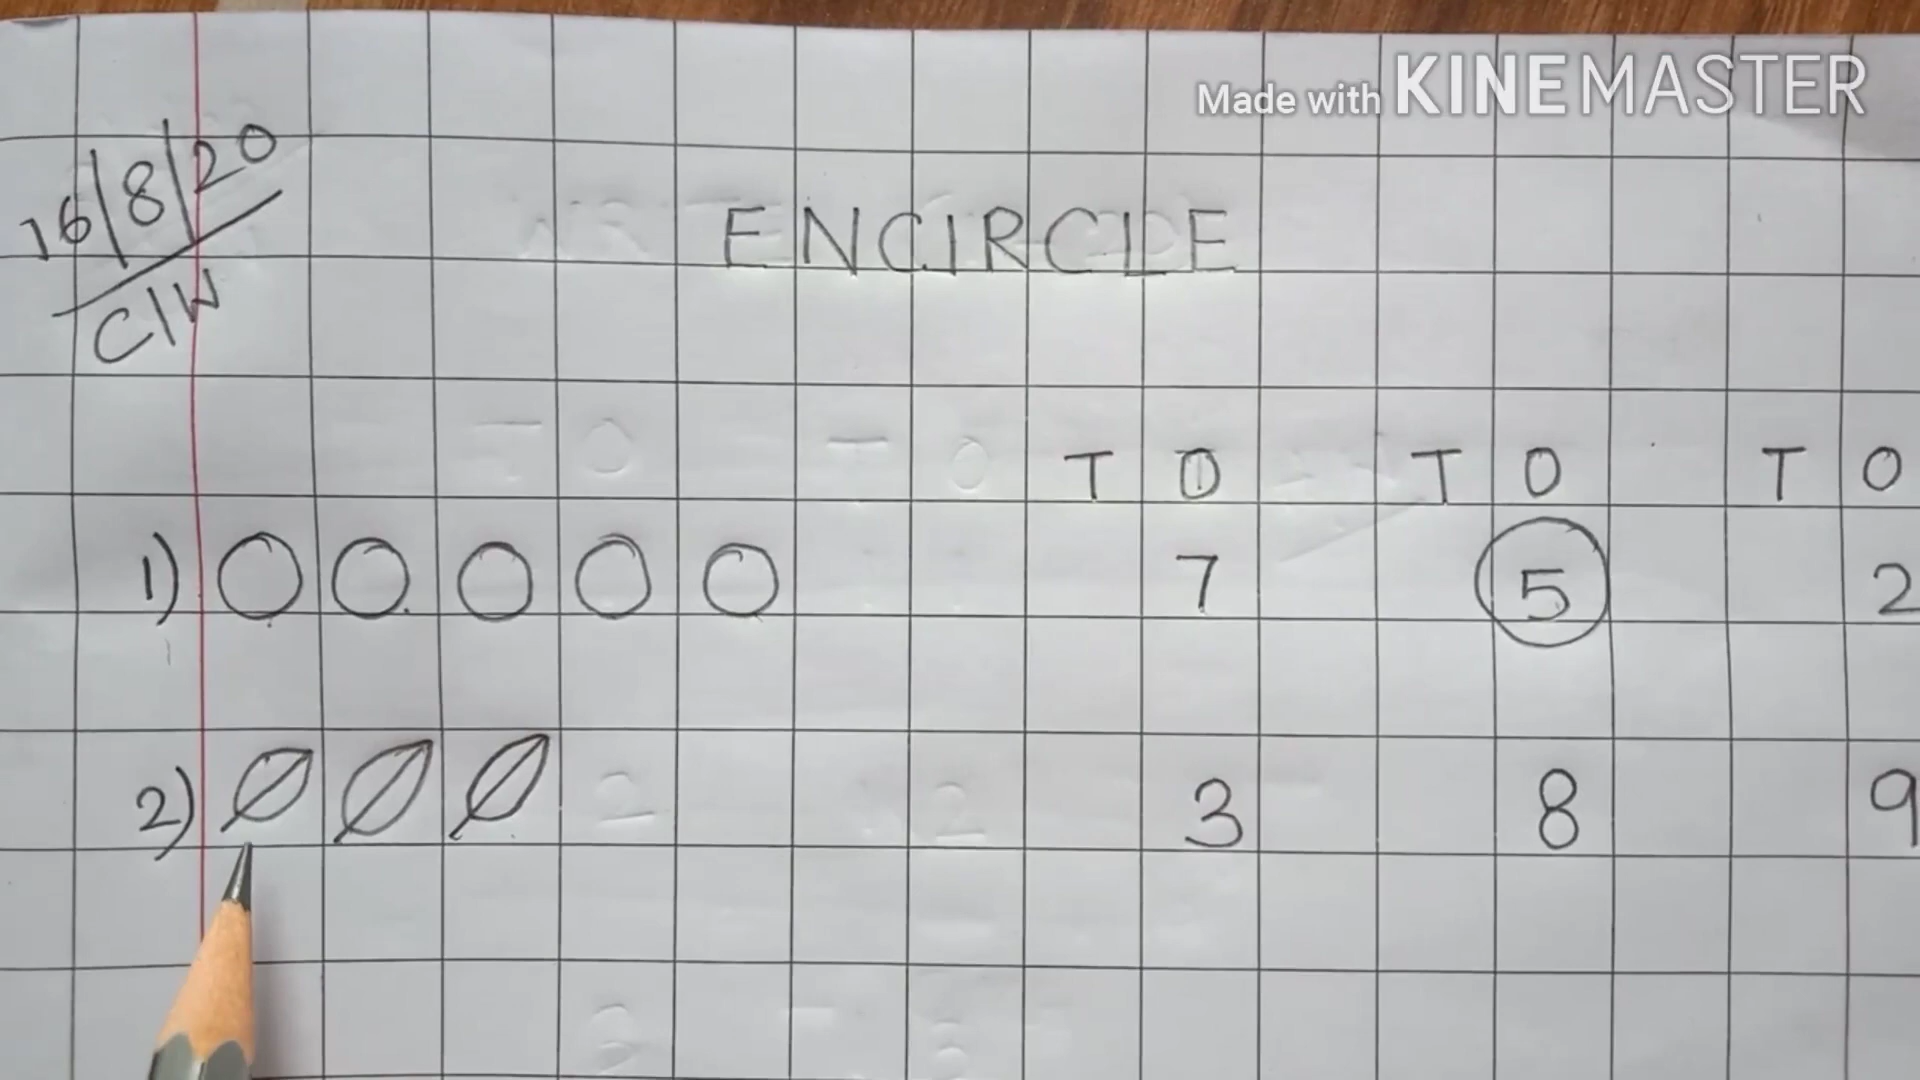 Made with KINEMASTER
16/8/20
C/W
ENCIRCLE
T O T O T O
1) 7 5 2
2) 3 8 9